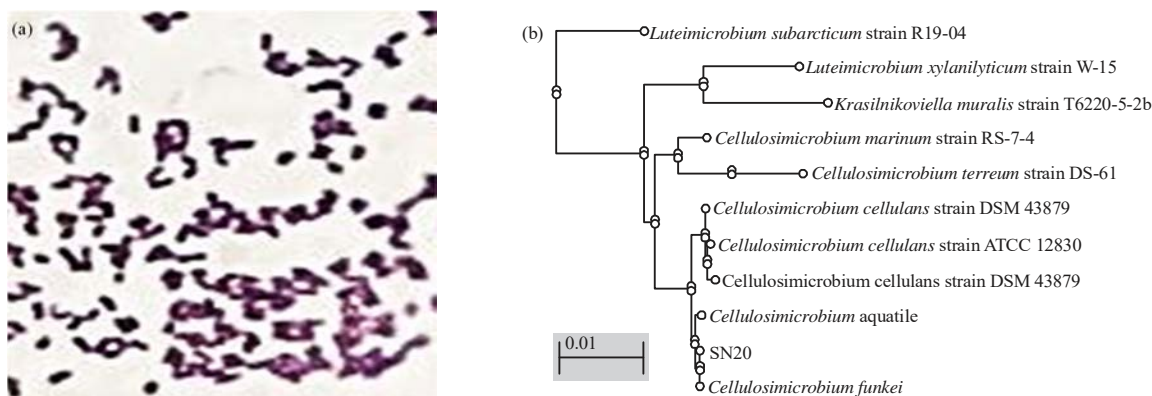 (a)
(b)
Luteimicrobium subarcticum strain R19-04
Luteimicrobium xylanilyticum strain W-15
Krasilnikoviella muralis strain T6220-5-2b
Cellulosimicrobium marinum strain RS-7-4
Cellulosimicrobium terreum strain DS-61
Cellulosimicrobium cellulans strain DSM 43879
Cellulosimicrobium cellulans strain ATCC 12830
Cellulosimicrobium cellulans strain DSM 43879
Cellulosimicrobium aquatile
SN20
Cellulosimicrobium funkei
0.01